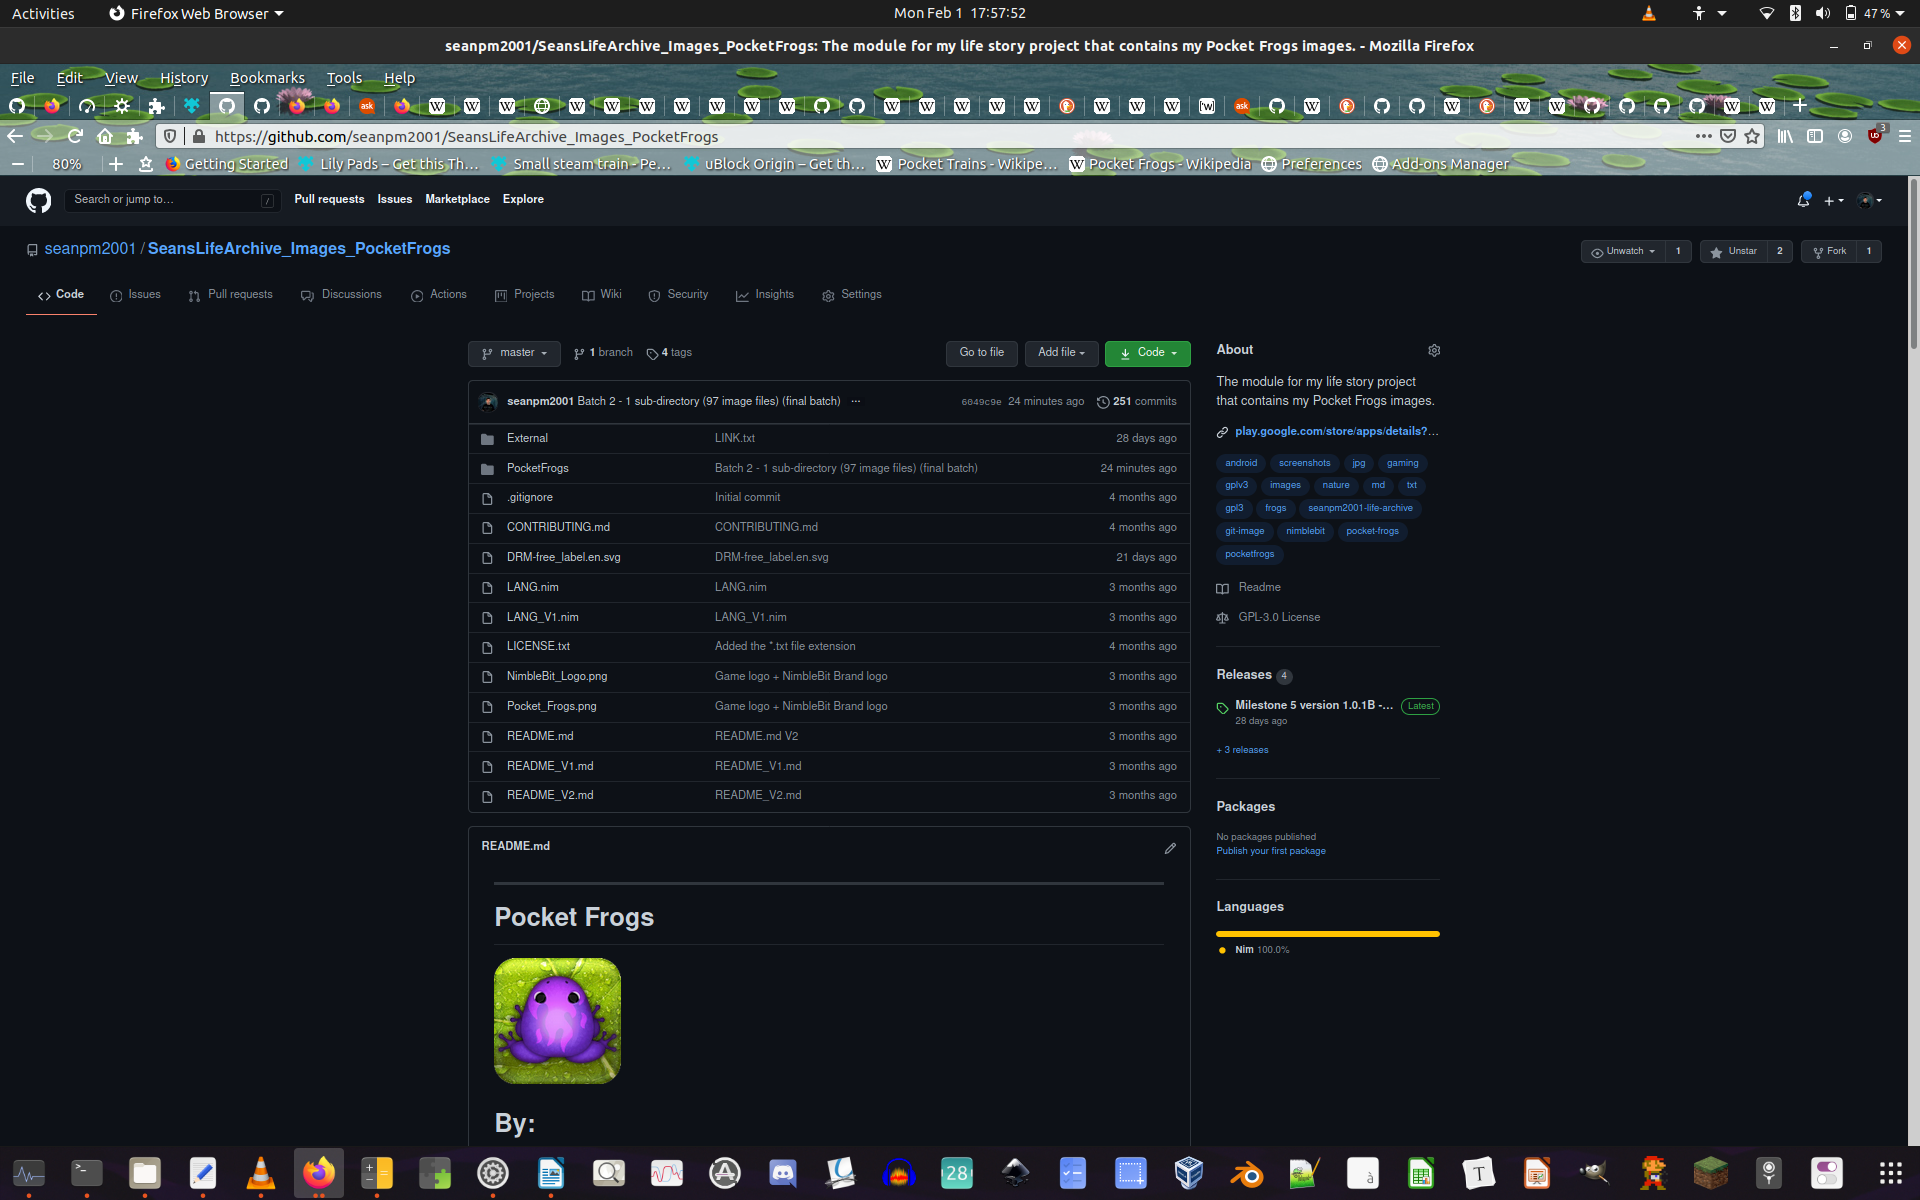 Activities Firefox Web Browser Mon Feb 1 17:57:52 47 %
seanpm2001/SeansLifeArchive_Images_PocketFrogs: The module for my life story project that contains my Pocket Frogs images. - Mozilla Firefox
File Edit View History Bookmarks Tools Help
https://github.com/seanpm2001/SeansLifeArchive_Images_PocketFrogs 3
80% Getting Started Lily Pads – Get this Th… Small steam train - Pe… uBlock Origin – Get th… Pocket Trains - Wikipe… Pocket Frogs - Wikipedia Preferences Add-ons Manager
Search or jump to… / Pull requests Issues Marketplace Explore
seanpm2001 / SeansLifeArchive_Images_PocketFrogs Unwatch 1 Unstar 2 Fork 1
Code Issues Pull requests Discussions Actions Projects Wiki Security Insights Settings
master 1 branch 4 tags Go to file Add file Code
seanpm2001 Batch 2 - 1 sub-directory (97 image files) (final batch) ... 6049c9e 24 minutes ago 251 commits
External LINK.txt 28 days ago
PocketFrogs Batch 2 - 1 sub-directory (97 image files) (final batch) 24 minutes ago
.gitignore Initial commit 4 months ago
CONTRIBUTING.md CONTRIBUTING.md 4 months ago
DRM-free_label.en.svg DRM-free_label.en.svg 21 days ago
LANG.nim LANG.nim 3 months ago
LANG_V1.nim LANG_V1.nim 3 months ago
LICENSE.txt Added the *.txt file extension 4 months ago
NimbleBit_Logo.png Game logo + NimbleBit Brand logo 3 months ago
Pocket_Frogs.png Game logo + NimbleBit Brand logo 3 months ago
README.md README.md V2 3 months ago
README_V1.md README_V1.md 3 months ago
README_V2.md README_V2.md 3 months ago
README.md
Pocket Frogs
By:
About
The module for my life story project
that contains my Pocket Frogs images.
play.google.com/store/apps/details?…
android screenshots jpg gaming
gplv3 images nature md txt
gpl3 frogs seanpm2001-life-archive
git-image nimblebit pocket-frogs
pocketfrogs
Readme
GPL-3.0 License
Releases 4
Milestone 5 version 1.0.1B -… Latest
28 days ago
+ 3 releases
Packages
No packages published
Publish your first package
Languages
Nim 100.0%
28